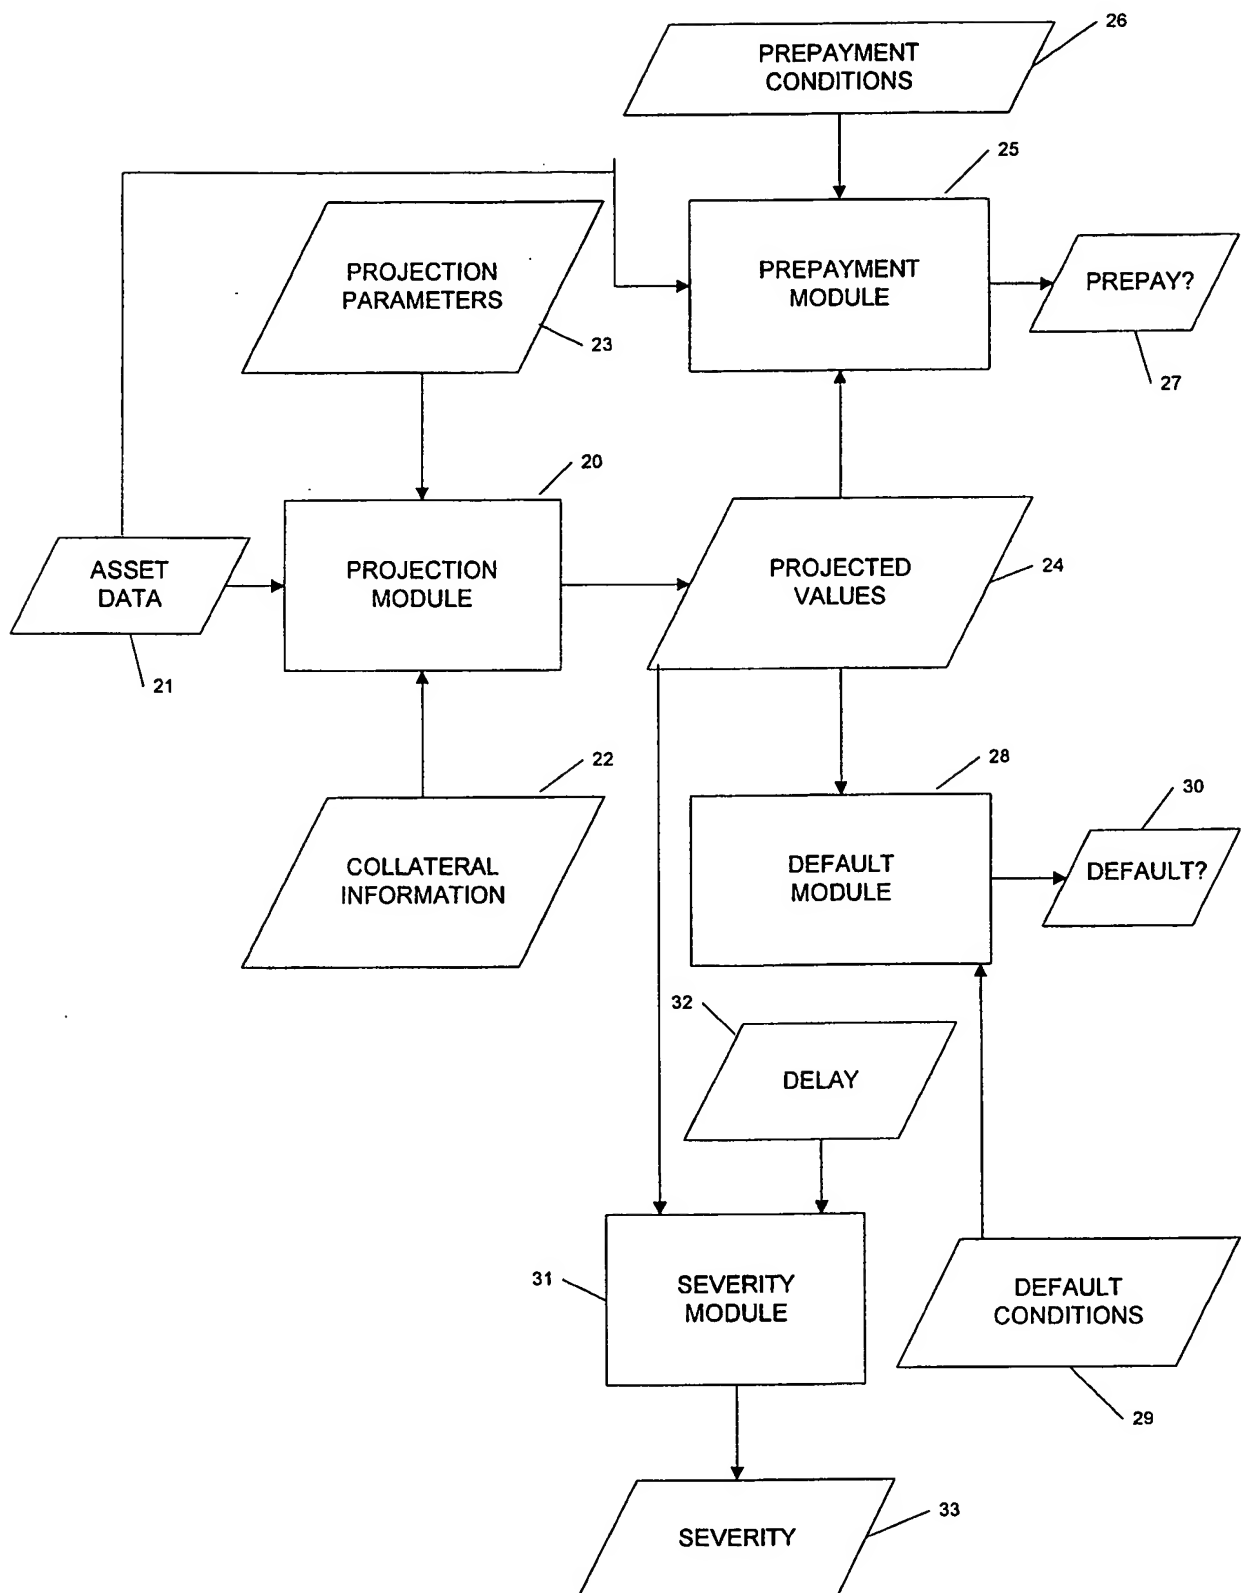 26
PREPAYMENT
CONDITIONS
25
PROJECTION
PARAMETERS
23
PREPAYMENT
MODULE
PREPAY?
27
20
ASSET
DATA
21
PROJECTION
MODULE
PROJECTED
VALUES
24
22
COLLATERAL
INFORMATION
28
DEFAULT
MODULE
30
DEFAULT?
32
DELAY
31
SEVERITY
MODULE
DEFAULT
CONDITIONS
29
SEVERITY
33